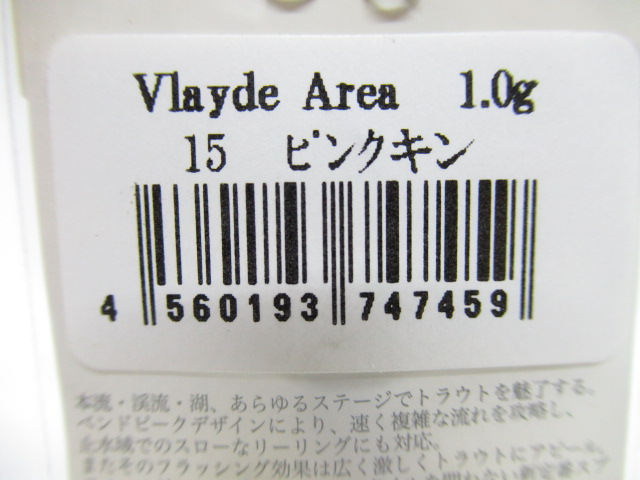 Vlayde Area 1.0g
15 ピンクキン
4 560193 747459
本流・渓流・湖、あらゆるステージでトラウトを魅了する。
ベンドピークデザインにより、速く複雑な流れを攻略し、
止水域でのスローなリーリングにも対応。
またそのフラッシング効果は広く激しくトラウトにアピール。